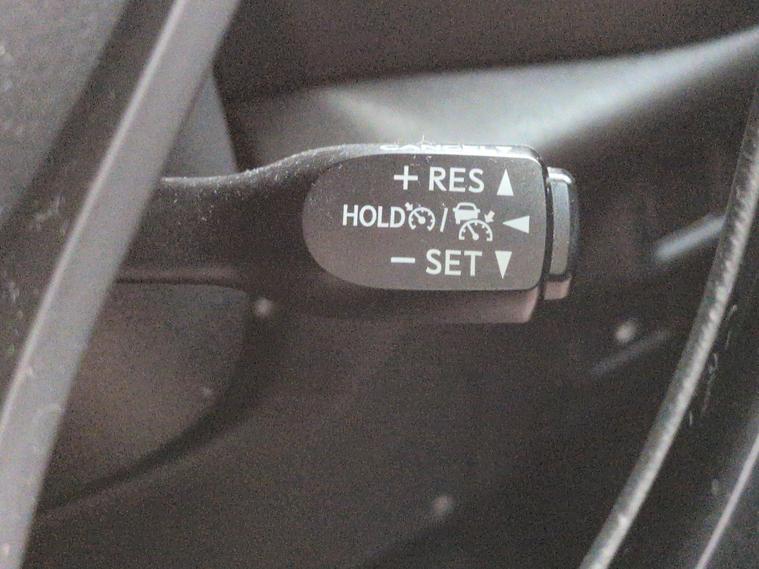 CANCEL
+ RES ▲
HOLD / ◀
− SET ▼